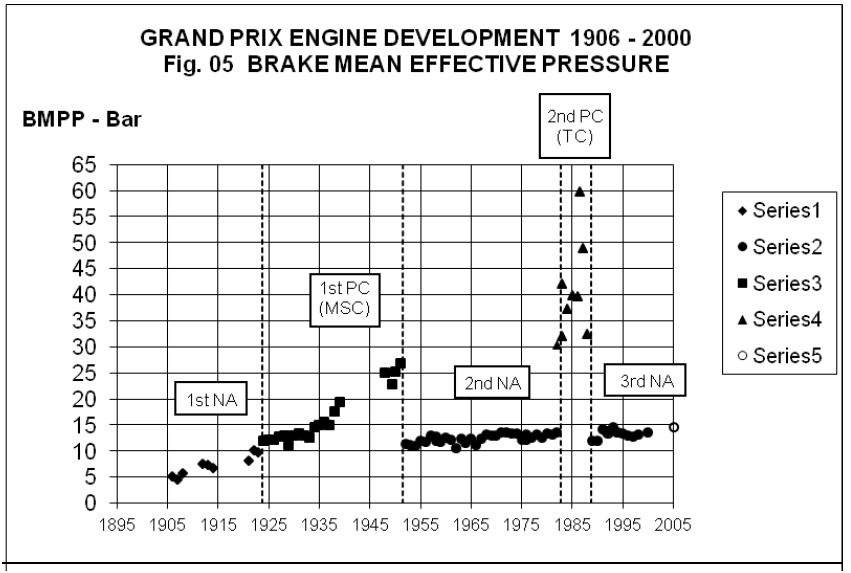 GRAND PRIX ENGINE DEVELOPMENT 1906 - 2000
Fig. 05 BRAKE MEAN EFFECTIVE PRESSURE
BMPP - Bar
2nd PC
(TC)
65
60
55
50
45
40
35
30
25
20
15
10
5
0
1st PC
(MSC)
1st NA
2nd NA
3rd NA
1895 1905 1915 1925 1935 1945 1955 1965 1975 1985 1995 2005
Series1
Series2
Series3
Series4
Series5